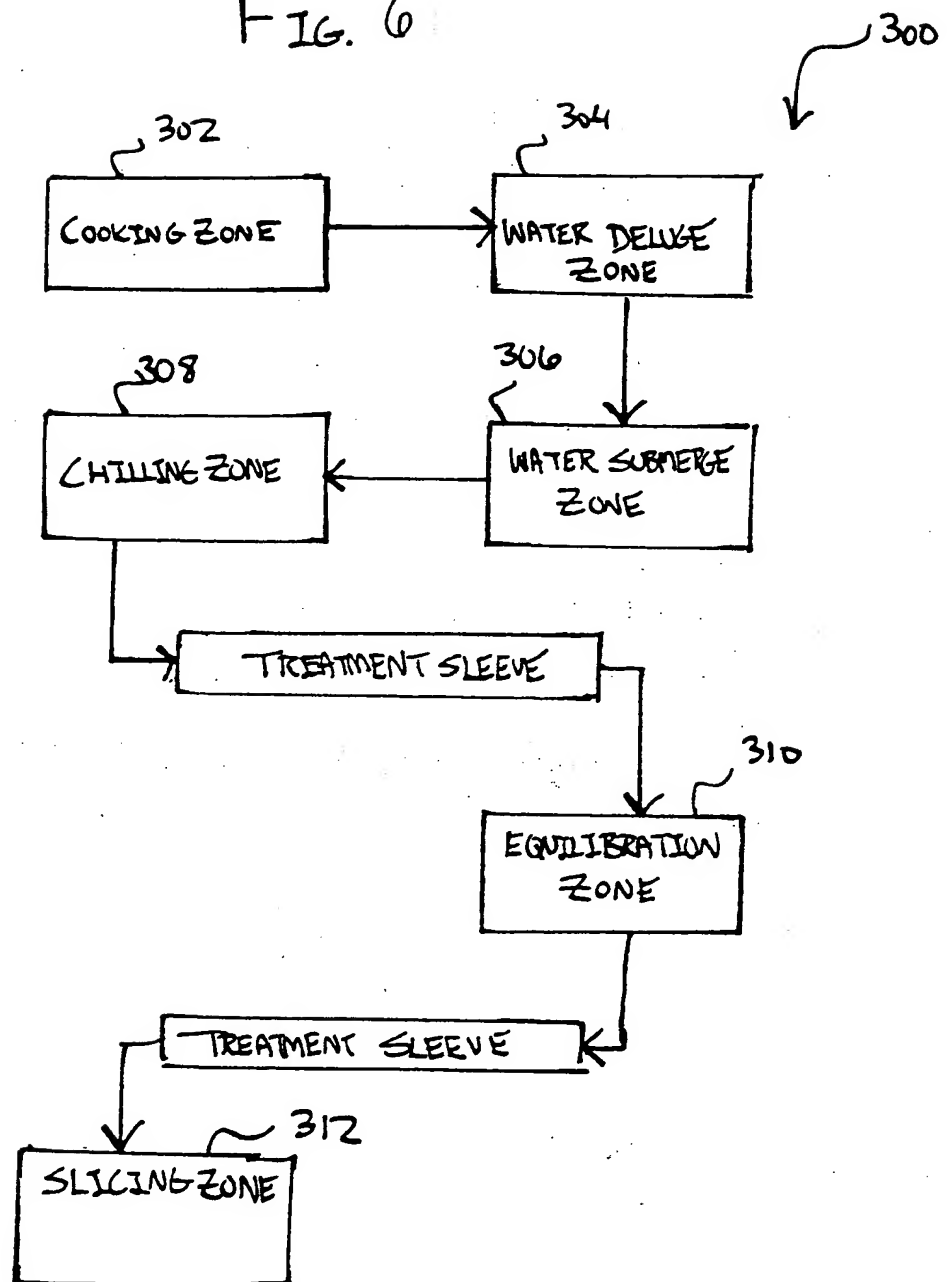 FIG. 6
300
302
304
COOKING ZONE
WATER DELUGE
ZONE
308
306
CHILLING ZONE
WATER SUBMERGE
ZONE
TREATMENT SLEEVE
310
EQUILIBRATION
ZONE
TREATMENT SLEEVE
312
SLICING ZONE